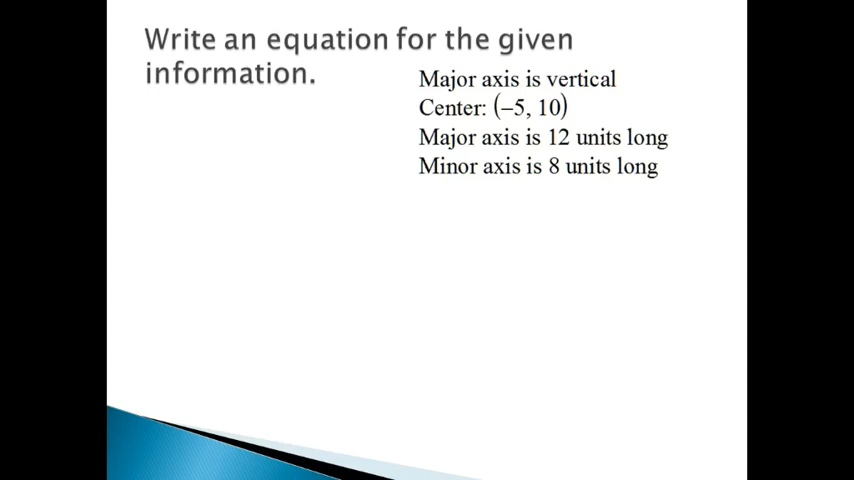 Write an equation for the given
information.
Major axis is vertical
Center: (–5, 10)
Major axis is 12 units long
Minor axis is 8 units long